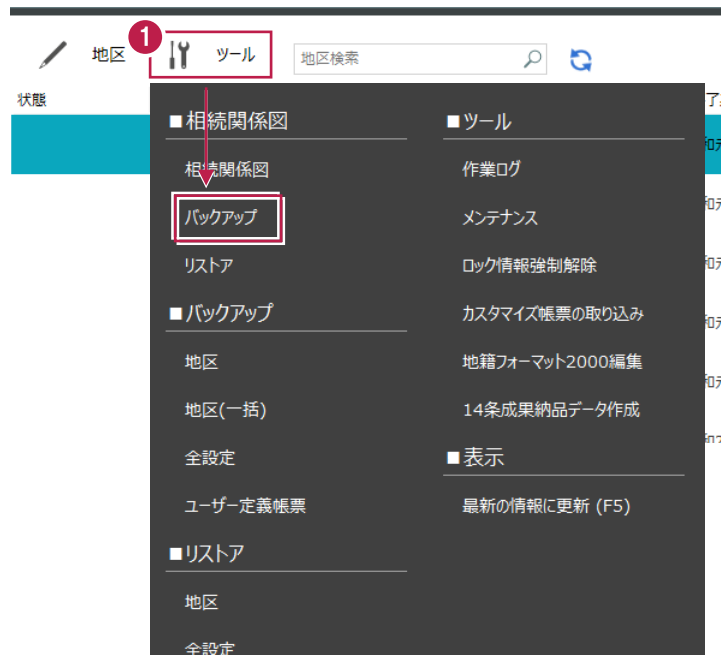 1
地区
ツール
地区検索
状態
■相続関係図
相続関係図
バックアップ
リストア
■バックアップ
地区
地区(一括)
全設定
ユーザー定義帳票
■リストア
地区
全設定
■ツール
作業ログ
メンテナンス
ロック情報強制解除
カスタマイズ帳票の取り込み
地籍フォーマット2000編集
14条成果納品データ作成
■表示
最新の情報に更新 (F5)